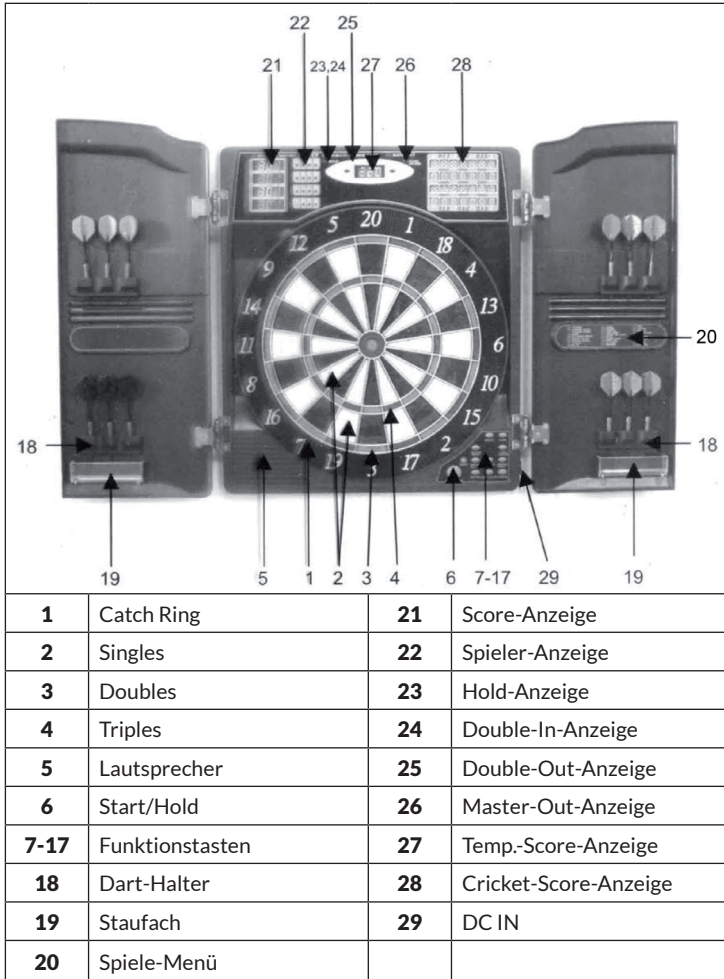 22 25
21 23,24 27 26 28
5 20 1
12 18
9 4
14 13
11 6
20
8 10
16 15
18 7 2 18
19 3 17
19 5 1 2 3 4 6 7-17 29 19
1 Catch Ring 21 Score-Anzeige
2 Singles 22 Spieler-Anzeige
3 Doubles 23 Hold-Anzeige
4 Triples 24 Double-In-Anzeige
5 Lautsprecher 25 Double-Out-Anzeige
6 Start/Hold 26 Master-Out-Anzeige
7-17 Funktionstasten 27 Temp.-Score-Anzeige
18 Dart-Halter 28 Cricket-Score-Anzeige
19 Staufach 29 DC IN
20 Spiele-Menü